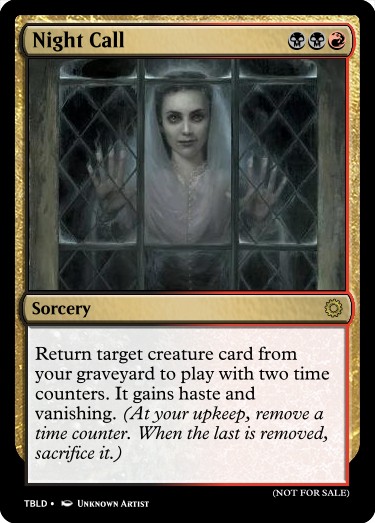 Night Call
Sorcery
Return target creature card from
your graveyard to play with two time
counters. It gains haste and
vanishing. (At your upkeep, remove a
time counter. When the last is removed,
sacrifice it.)
(NOT FOR SALE)
TBLD • Unknown Artist